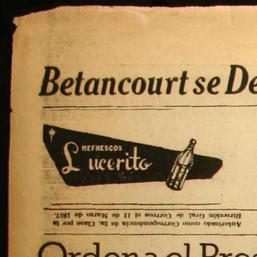 Betancourt se De
REFRESCOS
Lucerito
Autorizado como Correspondencia de 2a. Clase por la
Dirección Gral. de Correos el 11 de Marzo de 1957.
Ordena el Pre